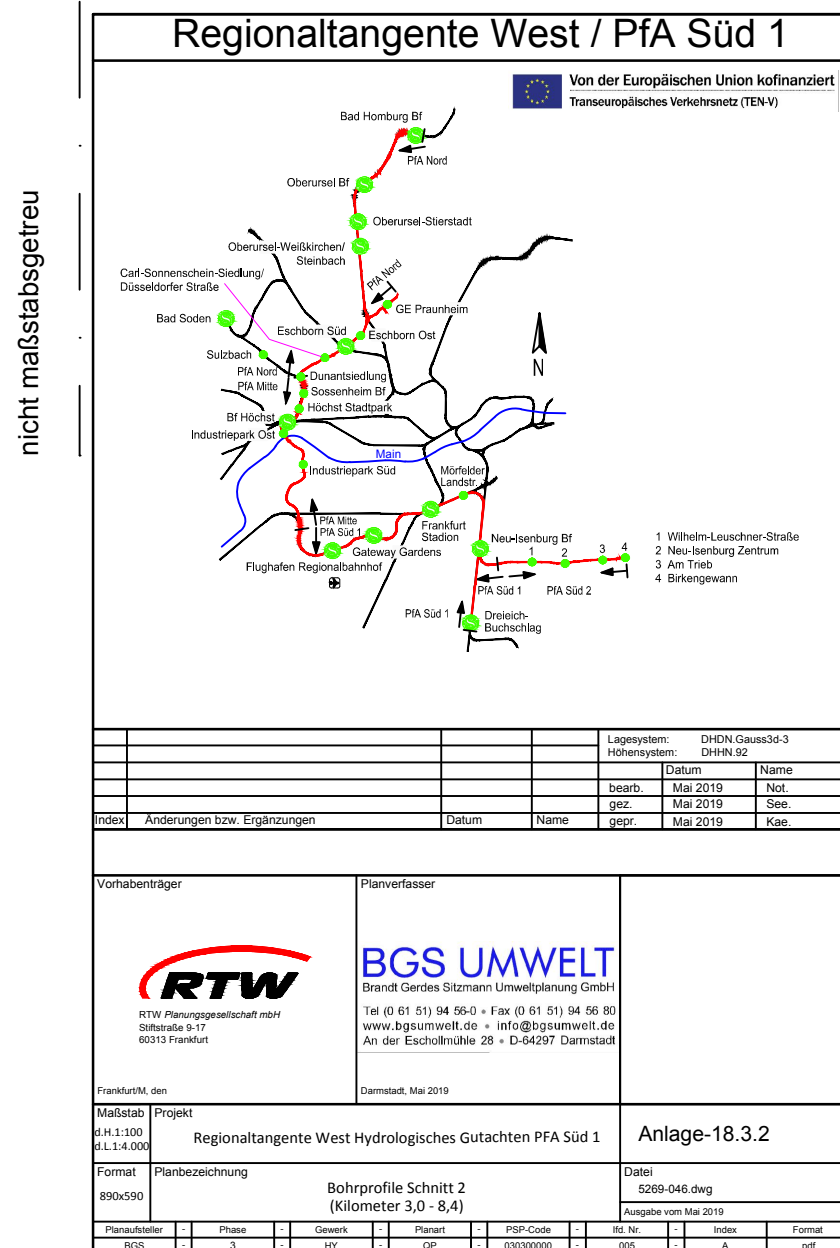 Regionaltangente West / PfA Süd 1
nicht maßstabsgetreu
Von der Europäischen Union kofinanziert
Transeuropäisches Verkehrsnetz (TEN-V)
Bad Homburg Bf
PfA Nord
Oberursel Bf
Oberursel-Stierstadt
Oberursel-Weißkirchen/
Steinbach
Carl-Sonnenschein-Siedlung/
Düsseldorfer Straße
PfA Nord
GE Praunheim
Bad Soden
Eschborn Süd
Eschborn Ost
Sulzbach
PfA Nord
PfA Mitte
Dunantsiedlung
Sossenheim Bf
Höchst Stadtpark
Bf Höchst
Industriepark Ost
N
Main
Industriepark Süd
Mörfelder
Landstr.
PfA Mitte
PfA Süd 1
Frankfurt
Stadion
Gateway Gardens
Flughafen Regionalbahnhof
Neu-Isenburg Bf
1 2 3 4
PfA Süd 1
PfA Süd 2
1 Wilhelm-Leuschner-Straße
2 Neu-Isenburg Zentrum
3 Am Trieb
4 Birkengewann
PfA Süd 1
Dreieich-
Buchschlag
Lagesystem: DHDN.Gauss3d-3
Höhensystem: DHHN.92
Datum Name
bearb. Mai 2019 Not.
gez. Mai 2019 See.
Index Änderungen bzw. Ergänzungen Datum Name gepr. Mai 2019 Kae.
Vorhabenträger
RTW
RTW Planungsgesellschaft mbH
Stiftstraße 9-17
60313 Frankfurt
Frankfurt/M, den
Planverfasser
BGS UMWELT
Brandt Gerdes Sitzmann Umweltplanung GmbH
Tel (0 61 51) 94 56-0 • Fax (0 61 51) 94 56 80
www.bgsumwelt.de • info@bgsumwelt.de
An der Eschollmühle 28 • D-64297 Darmstadt
Darmstadt, Mai 2019
Maßstab
d.H.1:100
d.L.1:4.000
Projekt
Regionaltangente West Hydrologisches Gutachten PFA Süd 1
Anlage-18.3.2
Format
890x590
Planbezeichnung
Bohrprofile Schnitt 2
(Kilometer 3,0 - 8,4)
Datei
5269-046.dwg
Ausgabe vom Mai 2019
Planaufsteller - Phase - Gewerk - Planart - PSP-Code - lfd. Nr. - Index Format
BGS - 3 - HY - QP - 030300000 - 005 - A pdf